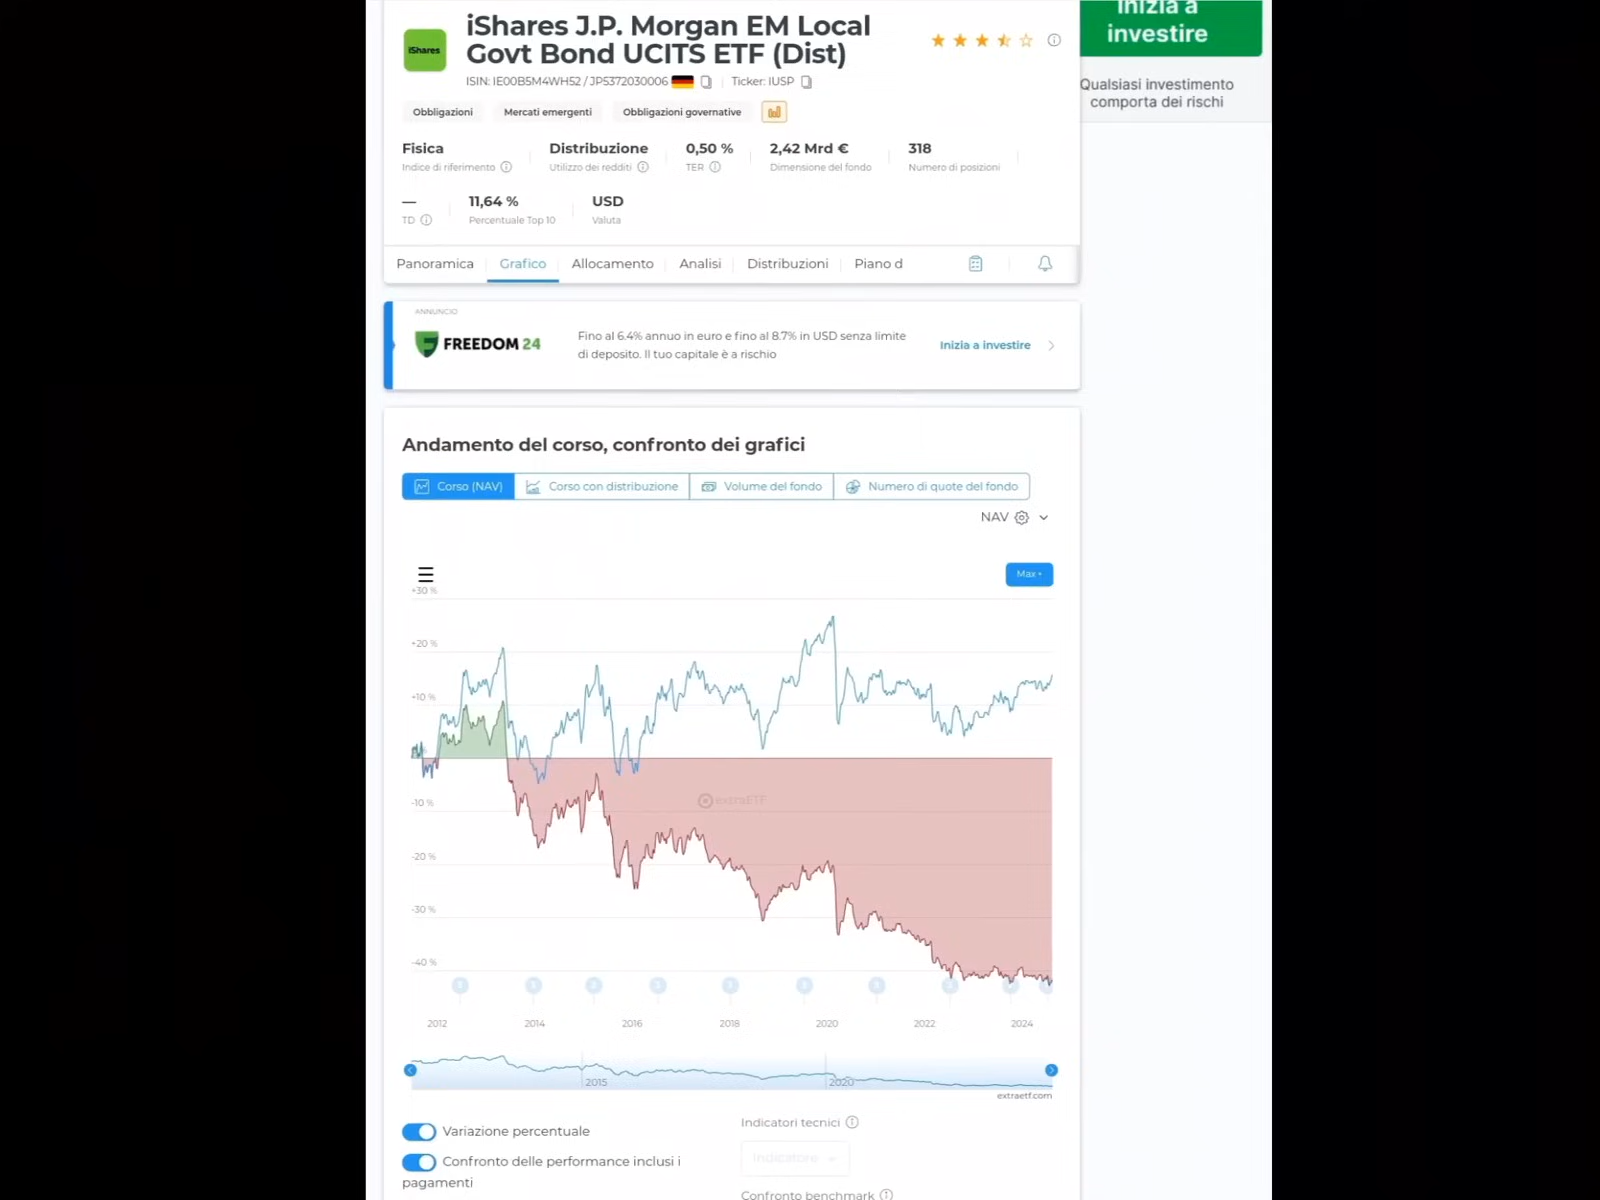 iShares
iShares J.P. Morgan EM Local
Govt Bond UCITS ETF (Dist)
ISIN: IE00B5M4WH52 / JP5372030006
Ticker: IUSP
Inizia a
investire
Qualsiasi investimento
comporta dei rischi
Obbligazioni
Mercati emergenti
Obbligazioni governative
Fisica
Indice di riferimento
Distribuzione
Utilizzo dei redditi
0,50 %
TER
2,42 Mrd €
Dimensione del fondo
318
Numero di posizioni
—
TD
11,64 %
Percentuale Top 10
USD
Valuta
Panoramica
Grafico
Allocamento
Analisi
Distribuzioni
Piano d
ANNUNCIO
FREEDOM 24
Fino al 6.4% annuo in euro e fino al 8.7% in USD senza limite
di deposito. Il tuo capitale è a rischio
Inizia a investire
Andamento del corso, confronto dei grafici
Corso (NAV)
Corso con distribuzione
Volume del fondo
Numero di quote del fondo
NAV
Max
+30 %
+20 %
+10 %
-10 %
-20 %
-30 %
-40 %
extraETF
2012
2014
2016
2018
2020
2022
2024
2015
2020
extraetf.com
Variazione percentuale
Confronto delle performance inclusi i
pagamenti
Indicatori tecnici
Indicatore
Confronto benchmark